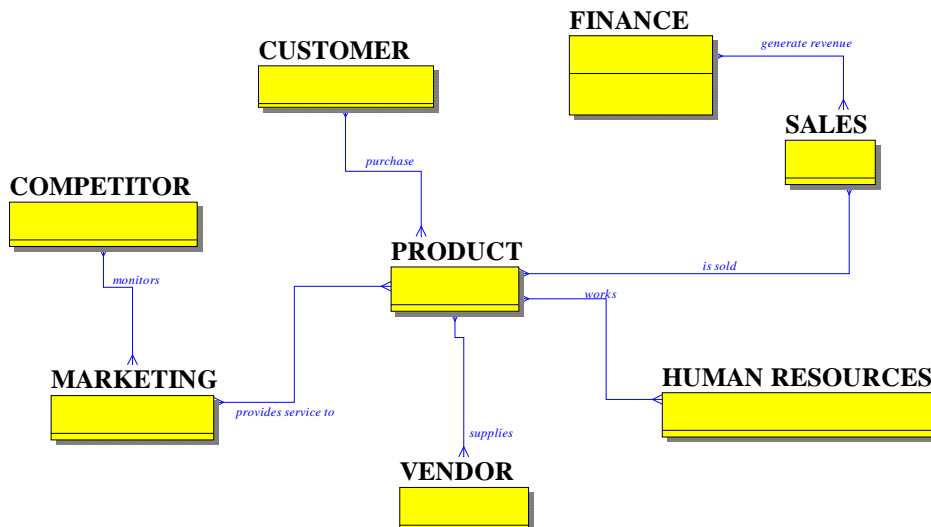 FINANCE
generate revenue
CUSTOMER
SALES
purchase
COMPETITOR
PRODUCT
is sold
monitors
works
MARKETING
HUMAN RESOURCES
provides service to
supplies
VENDOR